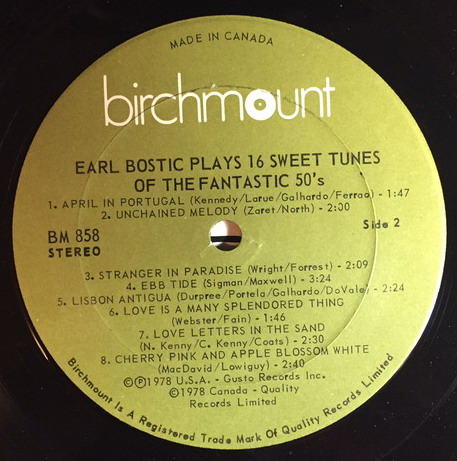 MADE IN CANADA
birchmount
EARL BOSTIC PLAYS 16 SWEET TUNES
OF THE FANTASTIC 50's
1. APRIL IN PORTUGAL (Kennedy/Larue/Galhardo/Ferrao) - 1:47
2. UNCHAINED MELODY (Zaret/North) - 2:00
BM 858
STEREO
Side 2
3. STRANGER IN PARADISE (Wright/Forrest) - 2:09
4. EBB TIDE (Sigman/Maxwell) - 3:24
5. LISBON ANTIGUA (Durpree/Portela/Galhardo/DoVale) - 2:24
6. LOVE IS A MANY SPLENDORED THING
(Webster/Fain) - 1:46
7. LOVE LETTERS IN THE SAND
(N. Kenny/C. Kenny/Coats) - 2:30
8. CHERRY PINK AND APPLE BLOSSOM WHITE
(MacDavid/Lowiguy) - 2:40
©℗1978 U.S.A. - Gusto Records Inc.
©1978 Canada - Quality
Records Limited
Birchmount Is A Registered Trade Mark Of Quality Records Limited